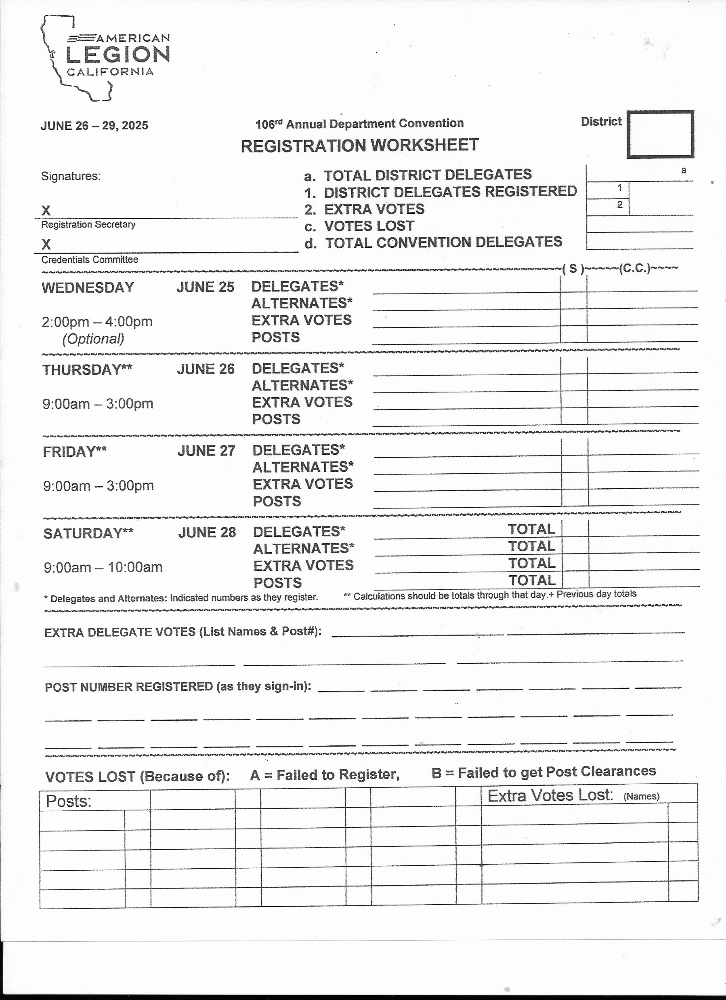 AMERICAN
LEGION
CALIFORNIA
JUNE 26 – 29, 2025 106rd Annual Department Convention District
REGISTRATION WORKSHEET
Signatures: a. TOTAL DISTRICT DELEGATES a
1. DISTRICT DELEGATES REGISTERED 1
X 2. EXTRA VOTES 2
Registration Secretary c. VOTES LOST
X d. TOTAL CONVENTION DELEGATES
Credentials Committee
~~~~( S )~~~~~(C.C.)~~~~
WEDNESDAY JUNE 25 DELEGATES*
ALTERNATES*
2:00pm – 4:00pm EXTRA VOTES
(Optional) POSTS
THURSDAY** JUNE 26 DELEGATES*
ALTERNATES*
9:00am – 3:00pm EXTRA VOTES
POSTS
FRIDAY** JUNE 27 DELEGATES*
ALTERNATES*
9:00am – 3:00pm EXTRA VOTES
POSTS
SATURDAY** JUNE 28 DELEGATES* TOTAL
ALTERNATES* TOTAL
9:00am – 10:00am EXTRA VOTES TOTAL
POSTS TOTAL
* Delegates and Alternates: Indicated numbers as they register. ** Calculations should be totals through that day.+ Previous day totals
EXTRA DELEGATE VOTES (List Names & Post#):
POST NUMBER REGISTERED (as they sign-in):
VOTES LOST (Because of): A = Failed to Register, B = Failed to get Post Clearances
Posts: Extra Votes Lost: (Names)